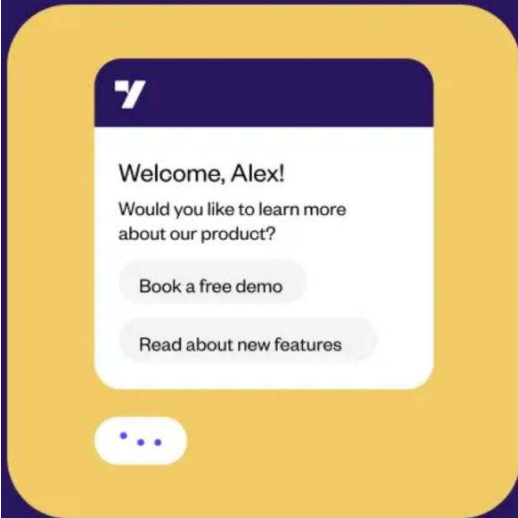 Welcome, Alex!
Would you like to learn more
about our product?
Book a free demo
Read about new features